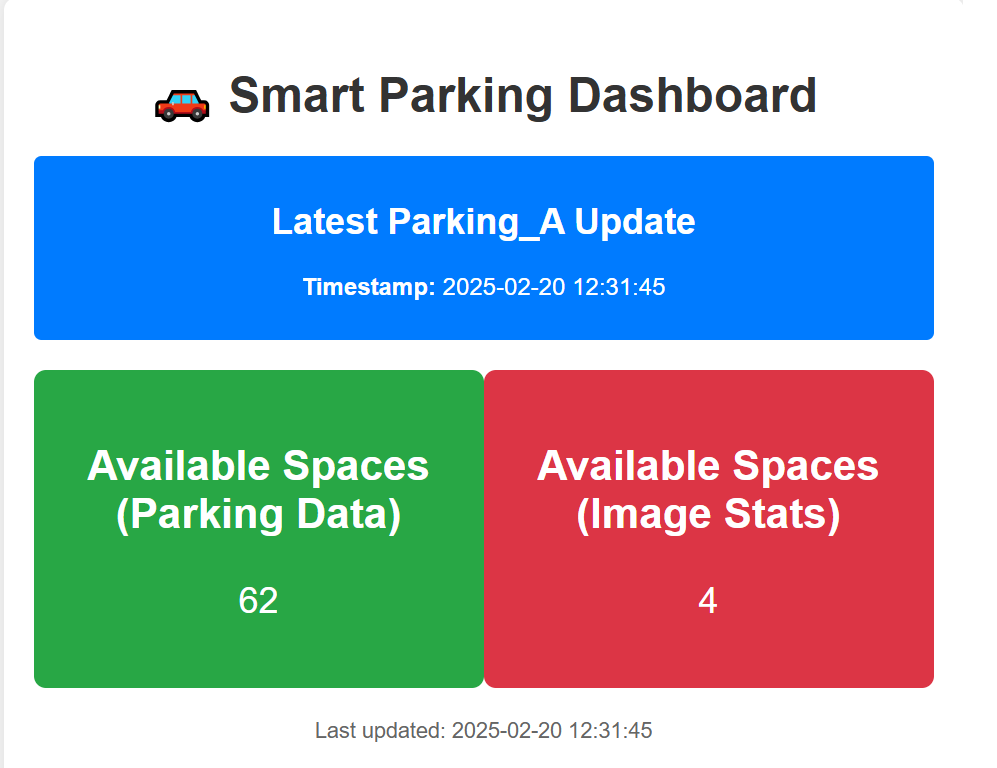 Smart Parking Dashboard
Latest Parking_A Update
Timestamp: 2025-02-20 12:31:45
Available Spaces
(Parking Data)
62
Available Spaces
(Image Stats)
4
Last updated: 2025-02-20 12:31:45